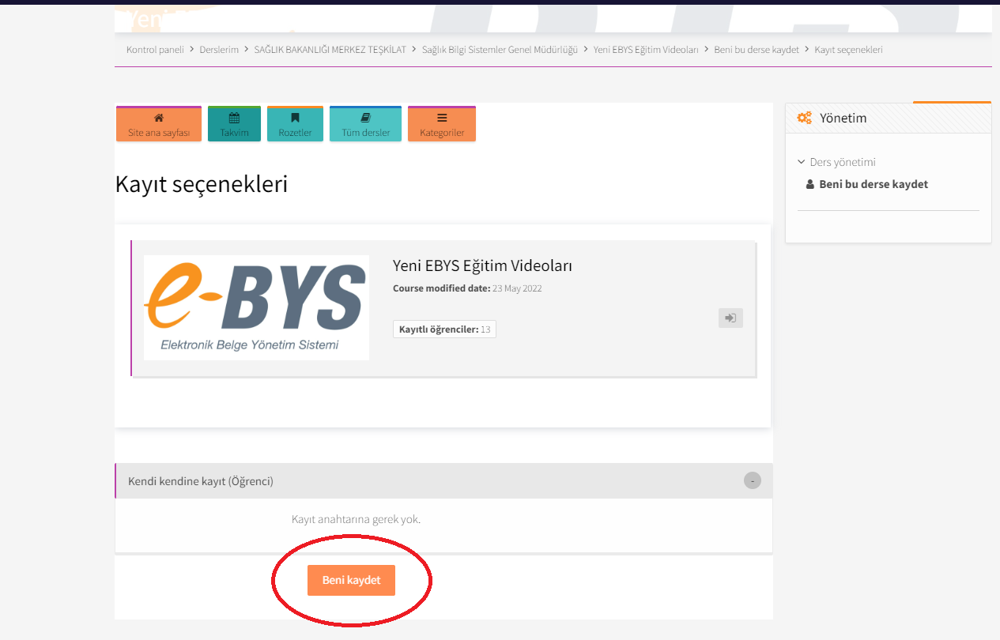 Yeni
Kontrol paneli > Derslerim > SAĞLIK BAKANLIĞI MERKEZ TEŞKİLAT > Sağlık Bilgi Sistemler Genel Müdürlüğü > Yeni EBYS Eğitim Videoları > Beni bu derse kaydet > Kayıt seçenekleri
Site ana sayfası
Takvim
Rozetler
Tüm dersler
Kategoriler
Yönetim
Ders yönetimi
Beni bu derse kaydet
Kayıt seçenekleri
e-BYS
Elektronik Belge Yönetim Sistemi
Yeni EBYS Eğitim Videoları
Course modified date: 23 May 2022
Kayıtlı öğrenciler: 13
Kendi kendine kayıt (Öğrenci)
-
Kayıt anahtarına gerek yok.
Beni kaydet